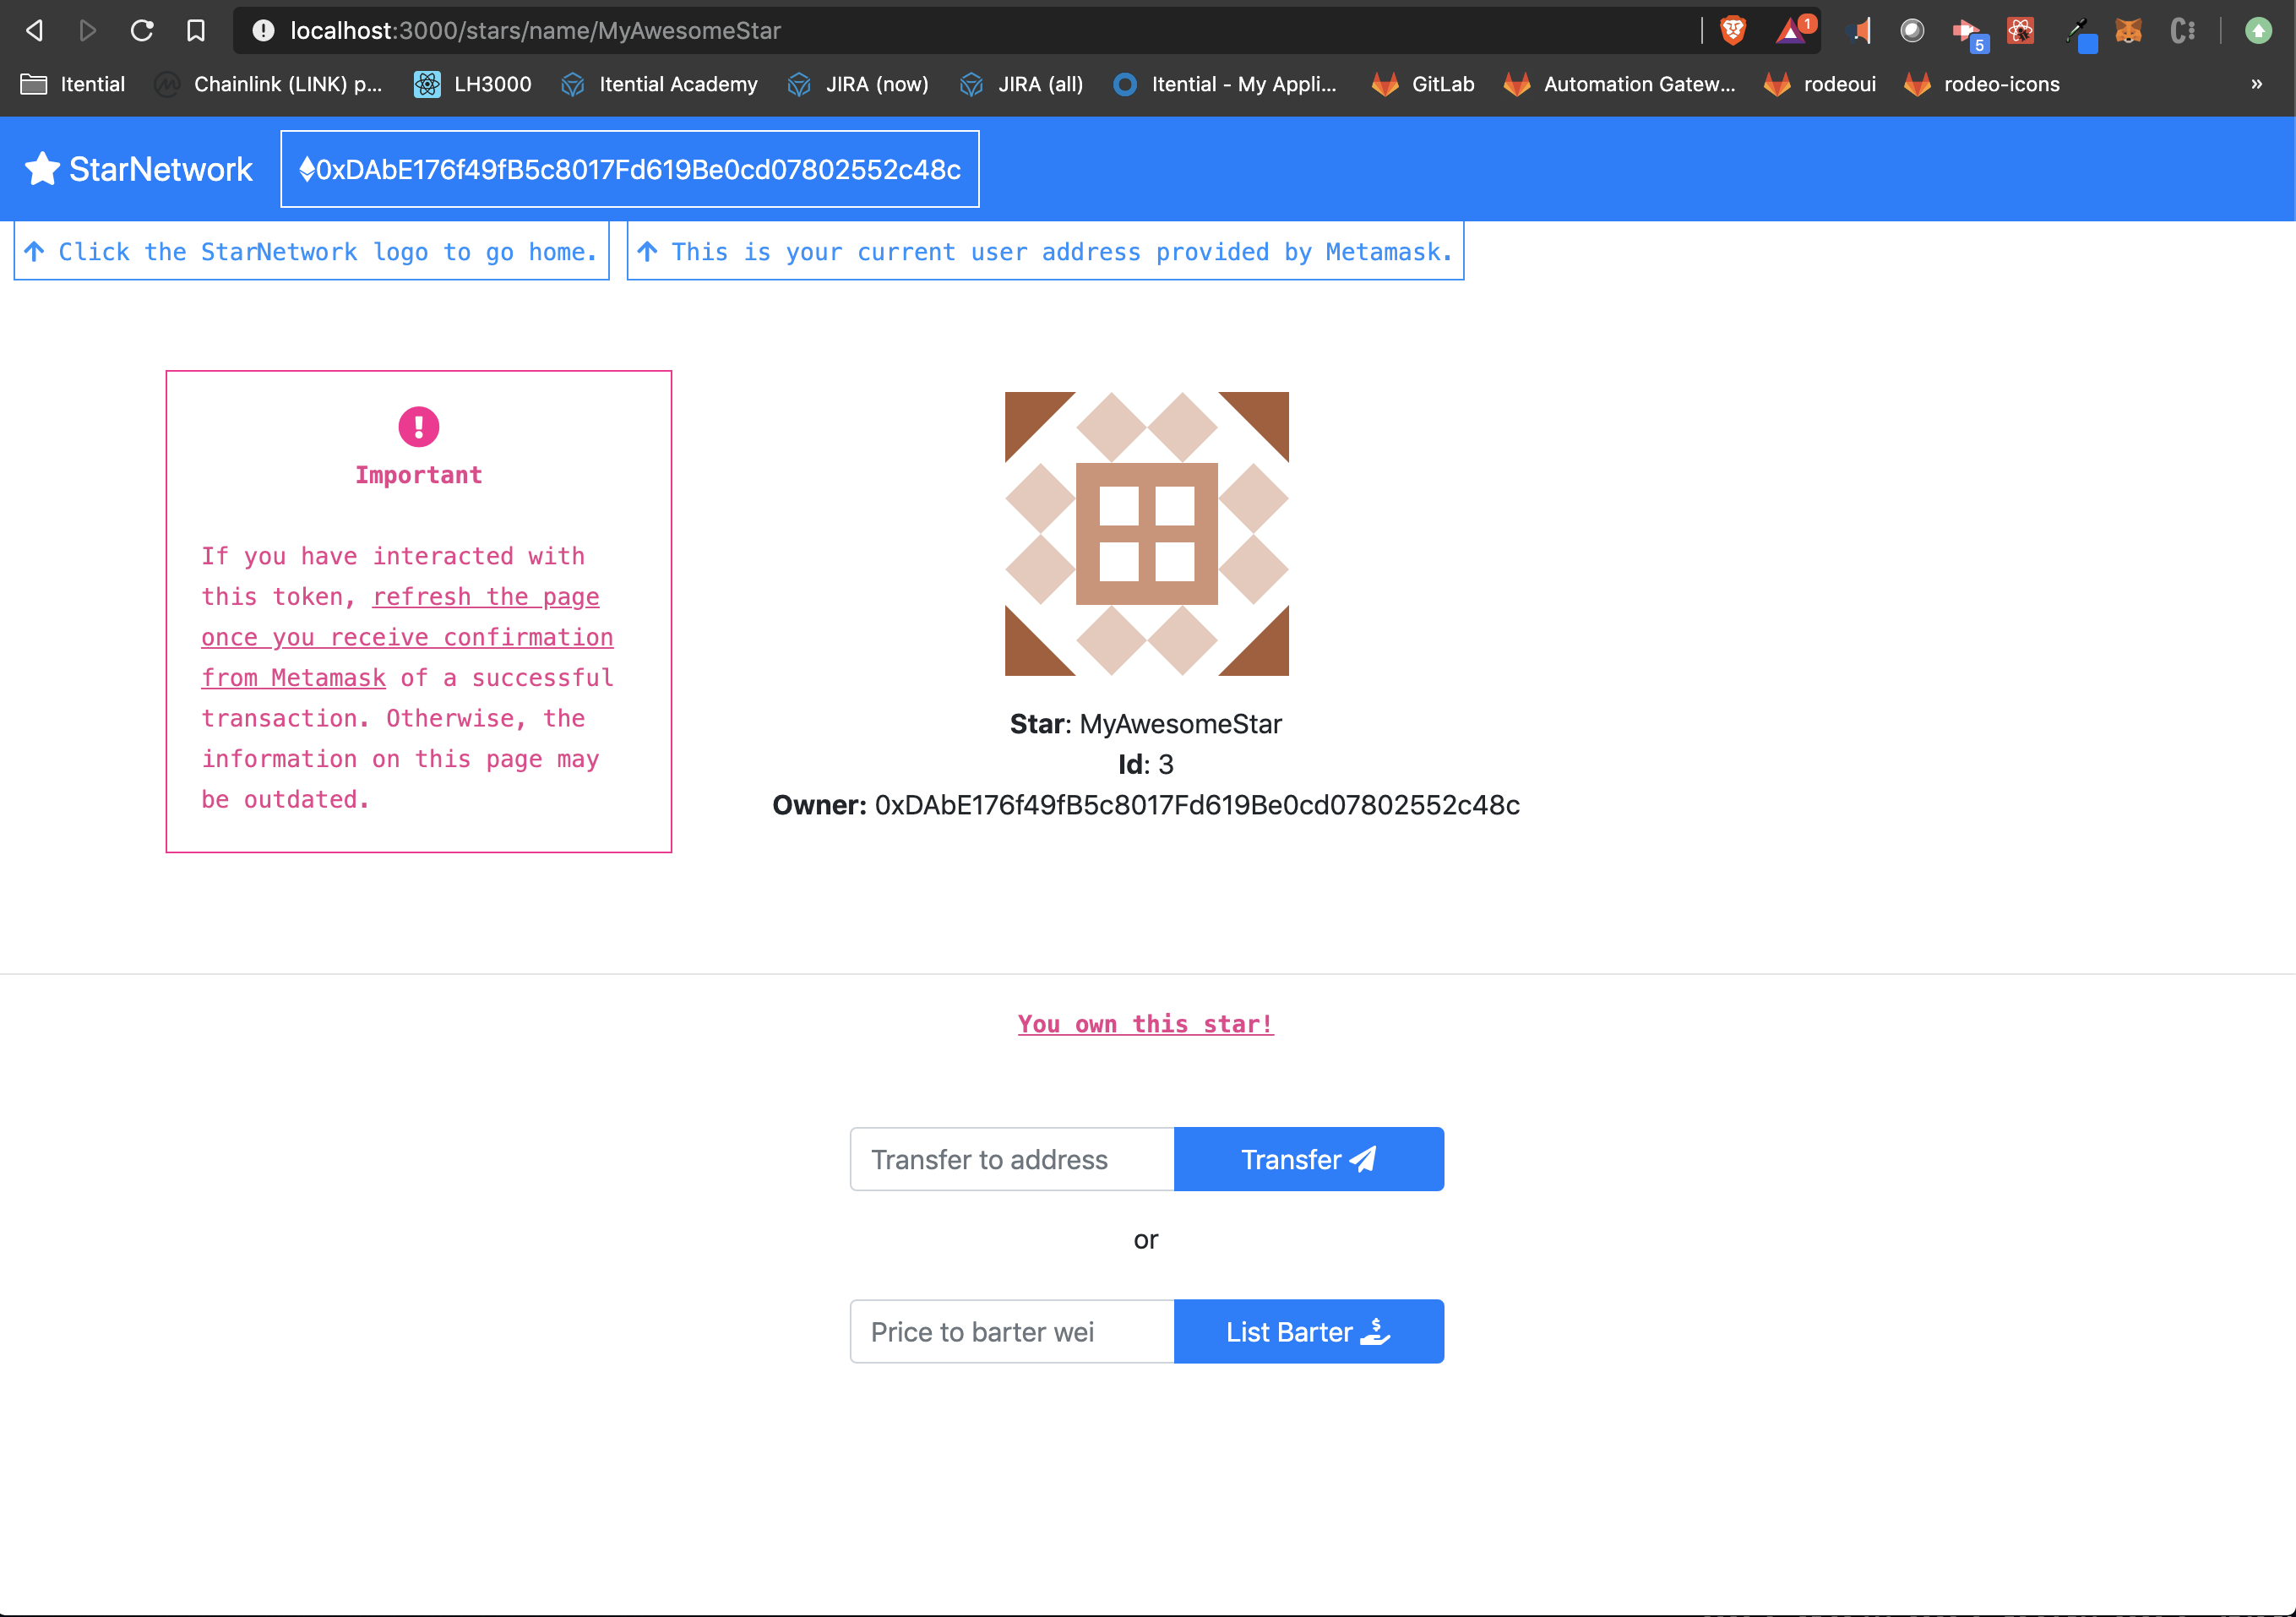 localhost:3000/stars/name/MyAwesomeStar
1
5
Itential
Chainlink (LINK) p...
LH3000
Itential Academy
JIRA (now)
JIRA (all)
Itential - My Appli...
GitLab
Automation Gatew...
rodeoui
rodeo-icons
»
StarNetwork
0xDAbE176f49fB5c8017Fd619Be0cd07802552c48c
Click the StarNetwork logo to go home.
This is your current user address provided by Metamask.
Important
If you have interacted with
this token, refresh the page
once you receive confirmation
from Metamask of a successful
transaction. Otherwise, the
information on this page may
be outdated.
Star: MyAwesomeStar
Id: 3
Owner: 0xDAbE176f49fB5c8017Fd619Be0cd07802552c48c
You own this star!
Transfer to address
Transfer
or
Price to barter wei
List Barter